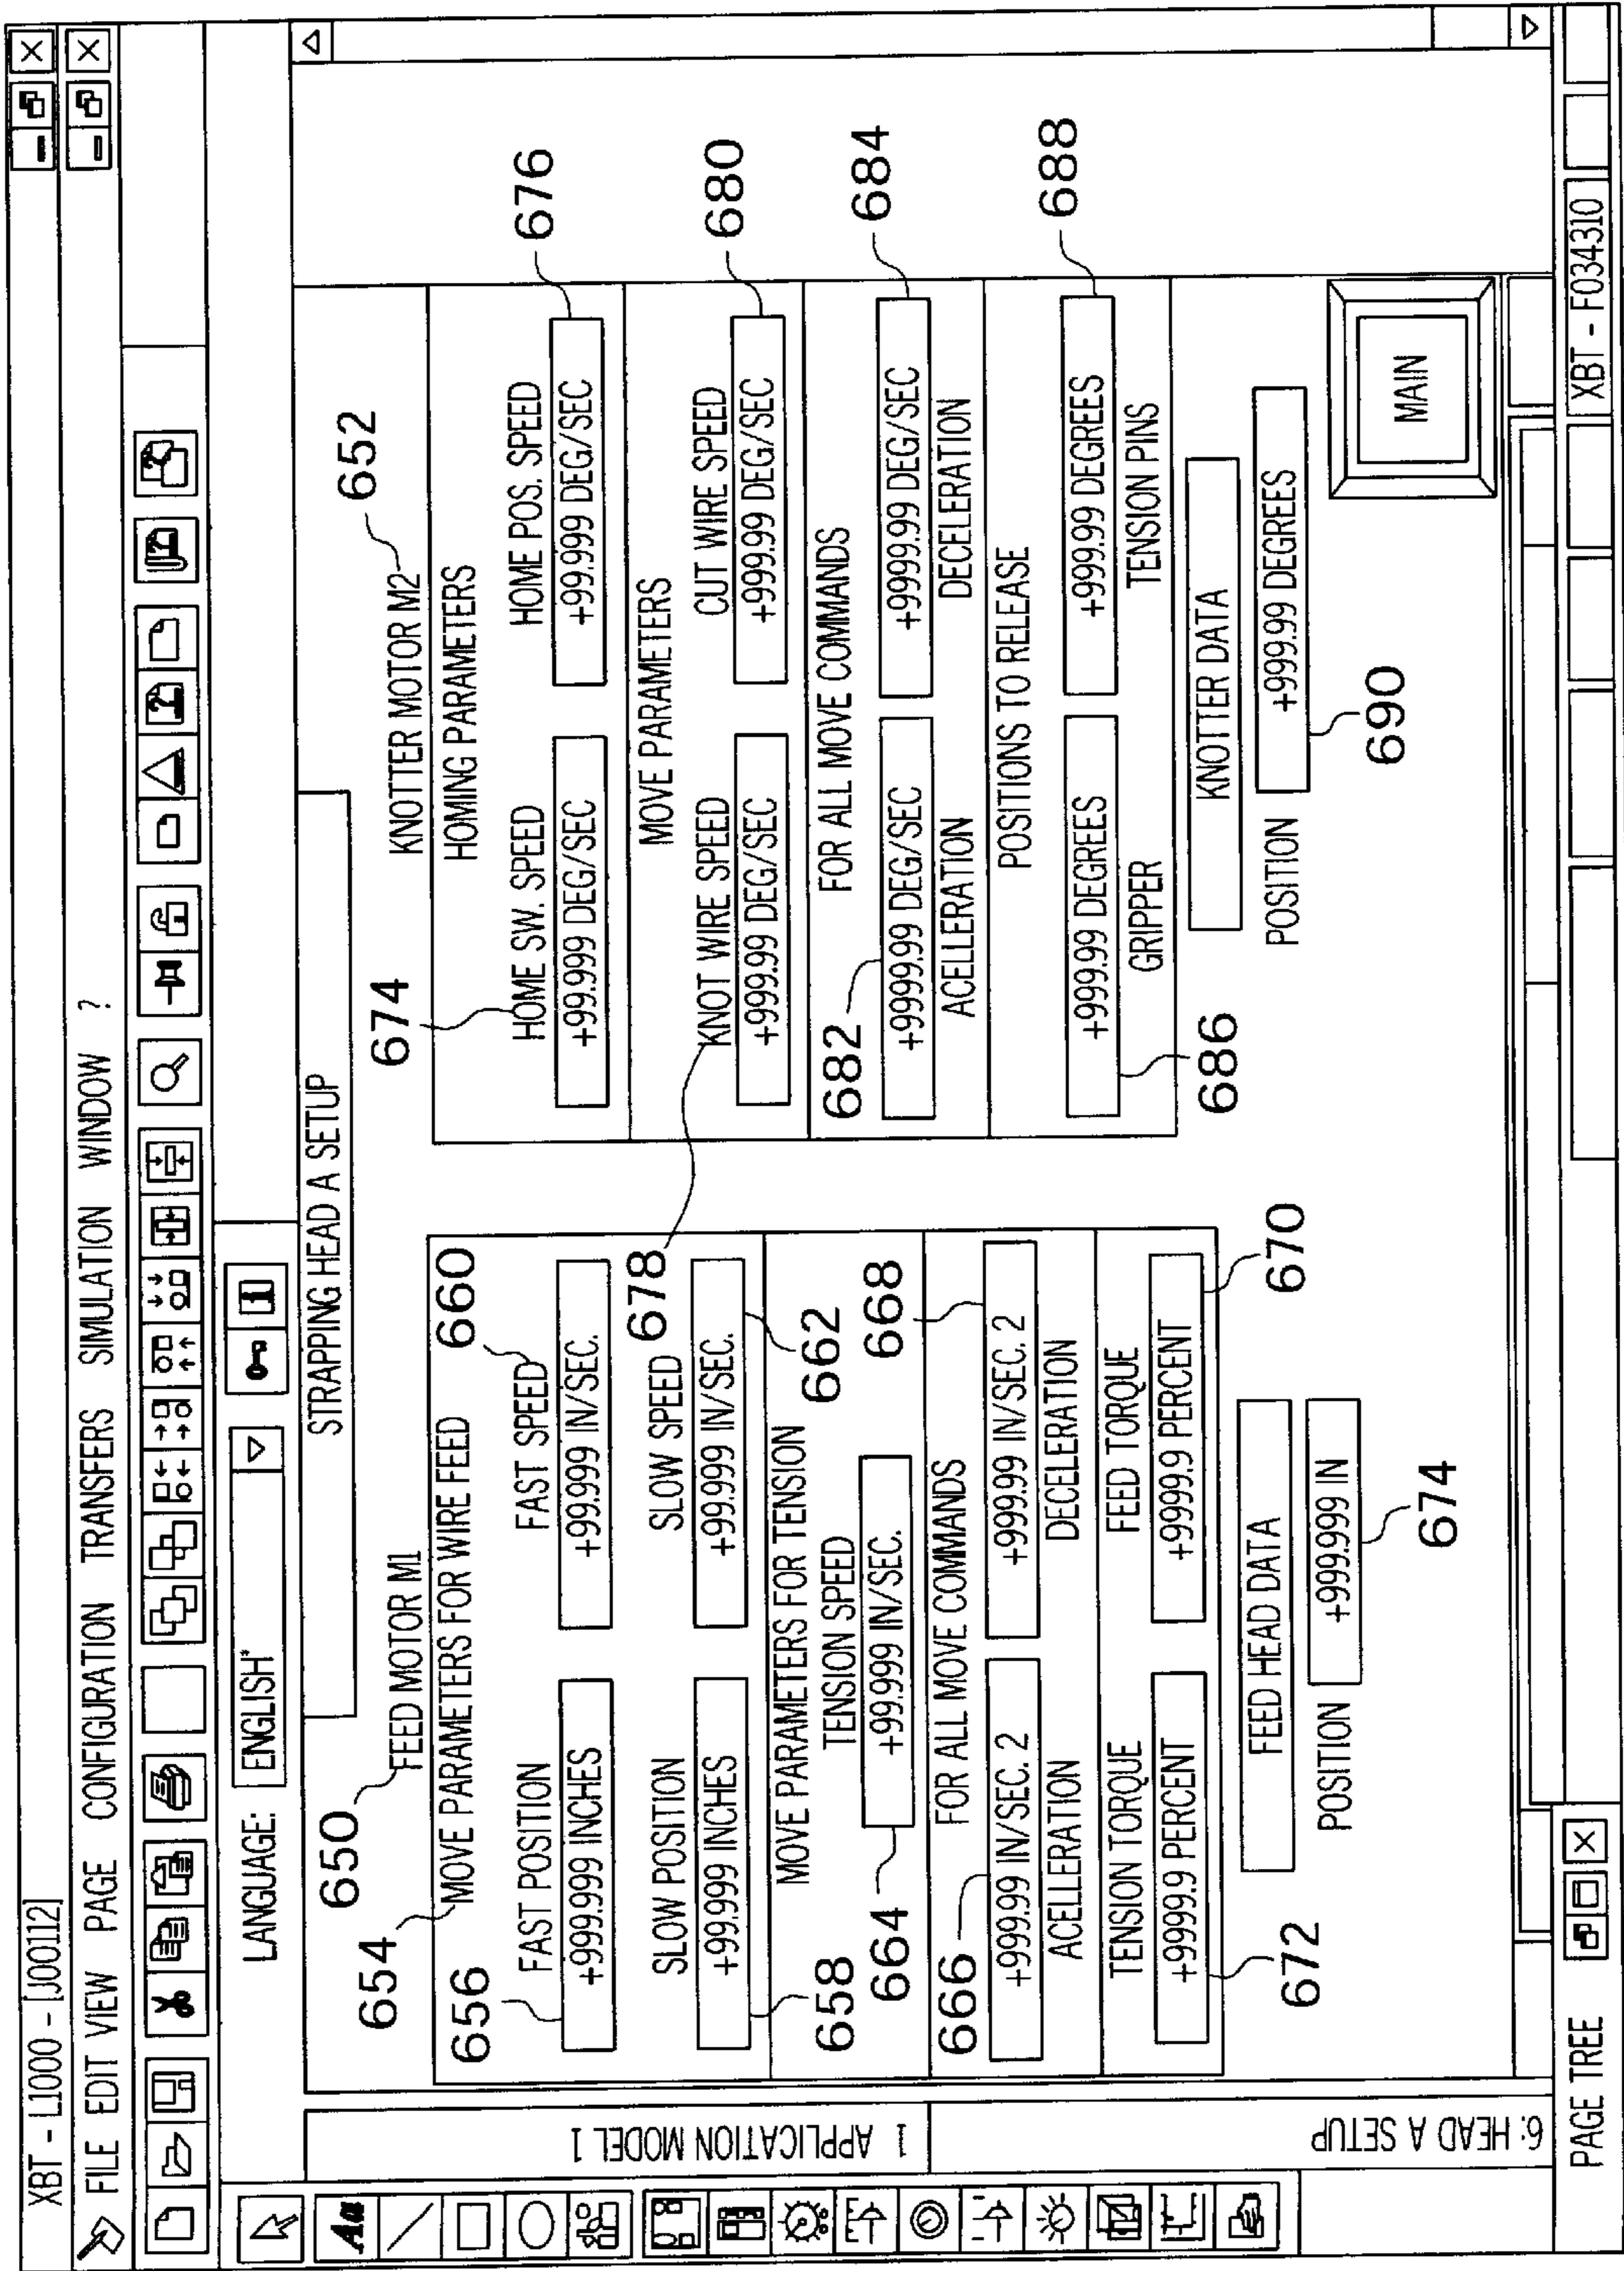 XBT - L1000 - [J00112]
FILE EDIT VIEW PAGE CONFIGURATION TRANSFERS SIMULATION WINDOW ?
LANGUAGE: ENGLISH*
Aa
STRAPPING HEAD A SETUP
1 APPLICATION MODEL 1
6: HEAD A SETUP
650
FEED MOTOR M1
654
MOVE PARAMETERS FOR WIRE FEED
656
660
FAST POSITION FAST SPEED
+9999.999 INCHES +99.999 IN/SEC.
678
SLOW POSITION SLOW SPEED
+99.999 INCHES +99.999 IN/SEC.
658
662
MOVE PARAMETERS FOR TENSION
TENSION SPEED
664
+99.999 IN/SEC.
668
666
FOR ALL MOVE COMMANDS
+999.99 IN/SEC. 2 +999.99 IN/SEC. 2
ACELLERATION DECELERATION
TENSION TORQUE FEED TORQUE
+9999.9 PERCENT +9999.9 PERCENT
672
670
FEED HEAD DATA
POSITION +999.999 IN
674
KNOTTER MOTOR M2
652
674
HOMING PARAMETERS
676
HOME SW. SPEED HOME POS. SPEED
+99.999 DEG/SEC +99.999 DEG/SEC
MOVE PARAMETERS
680
KNOT WIRE SPEED CUT WIRE SPEED
+999.99 DEG/SEC +999.99 DEG/SEC
682
FOR ALL MOVE COMMANDS
684
+9999.99 DEG/SEC +9999.99 DEG/SEC
ACELLERATION DECELERATION
POSITIONS TO RELEASE
688
+999.99 DEGREES +999.99 DEGREES
GRIPPER TENSION PINS
686
KNOTTER DATA
POSITION +999.99 DEGREES
690
MAIN
PAGE TREE
XBT - F034310